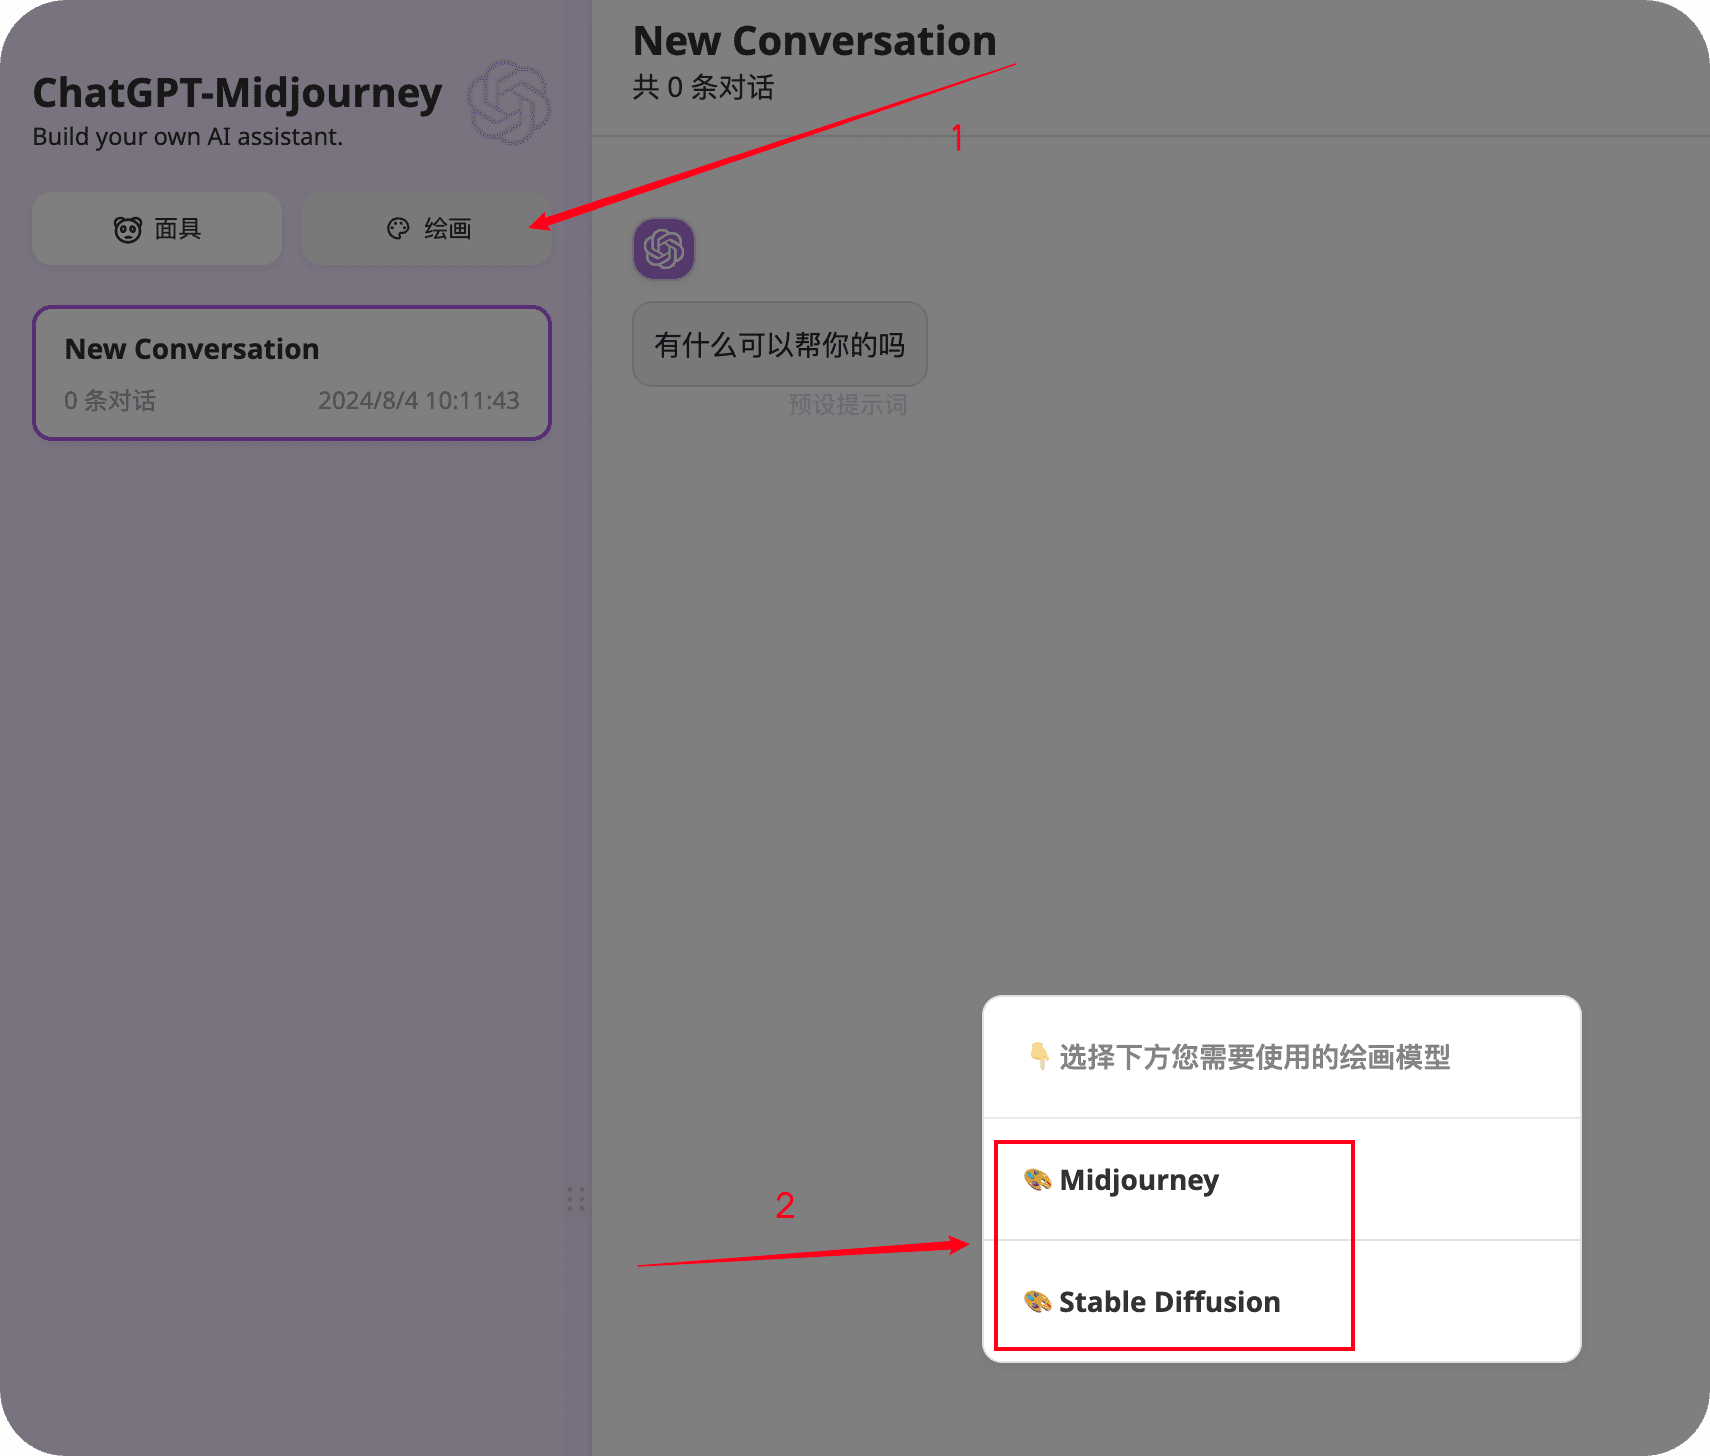 ChatGPT-Midjourney
Build your own AI assistant.
面具
绘画
New Conversation
0 条对话
2024/8/4 10:11:43
New Conversation
共 0 条对话
1
有什么可以帮你的吗
预设提示词
选择下方您需要使用的绘画模型
Midjourney
2
Stable Diffusion